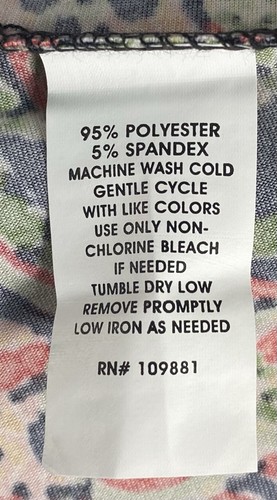 95% POLYESTER
5% SPANDEX
MACHINE WASH COLD
GENTLE CYCLE
WITH LIKE COLORS
USE ONLY NON-
CHLORINE BLEACH
IF NEEDED
TUMBLE DRY LOW
REMOVE PROMPTLY
LOW IRON AS NEEDED
RN# 109881